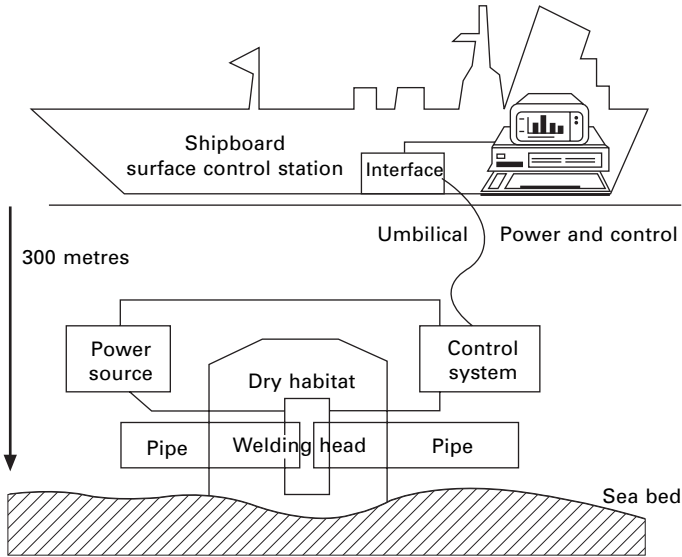 Shipboard
surface control station
Interface
Umbilical
Power and control
300 metres
Power
source
Control
system
Dry habitat
Pipe
Welding head
Pipe
Sea bed